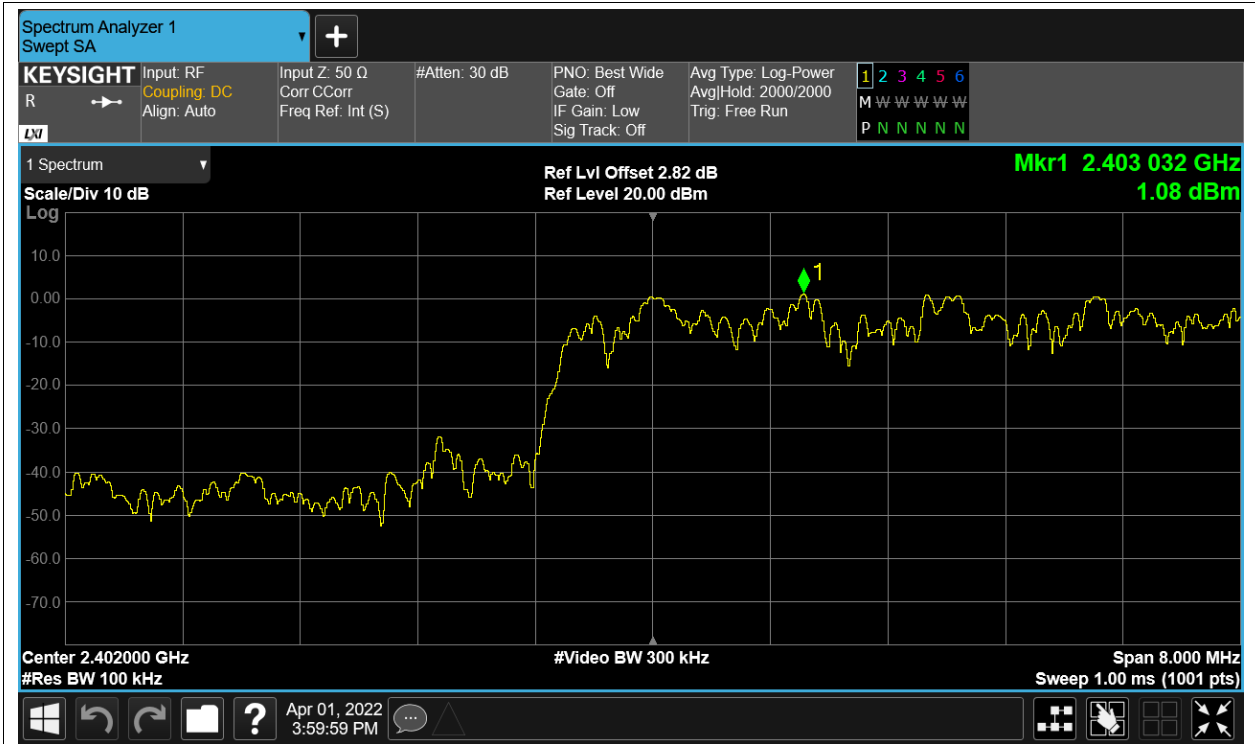 Spectrum Analyzer 1
Swept SA
KEYSIGHT
R
LXI
Input: RF
Coupling: DC
Align: Auto
Input Z: 50 Ω
Corr CCorr
Freq Ref: Int (S)
#Atten: 30 dB
PNO: Best Wide
Gate: Off
IF Gain: Low
Sig Track: Off
Avg Type: Log-Power
Avg|Hold: 2000/2000
Trig: Free Run
1 2 3 4 5 6
M W W W W W
P N N N N N
1 Spectrum
Scale/Div 10 dB
Log
Ref Lvl Offset 2.82 dB
Ref Level 20.00 dBm
Mkr1 2.403 032 GHz
1.08 dBm
1
10.0
0.00
-10.0
-20.0
-30.0
-40.0
-50.0
-60.0
-70.0
Center 2.402000 GHz
#Res BW 100 kHz
#Video BW 300 kHz
Span 8.000 MHz
Sweep 1.00 ms (1001 pts)
?
Apr 01, 2022
3:59:59 PM